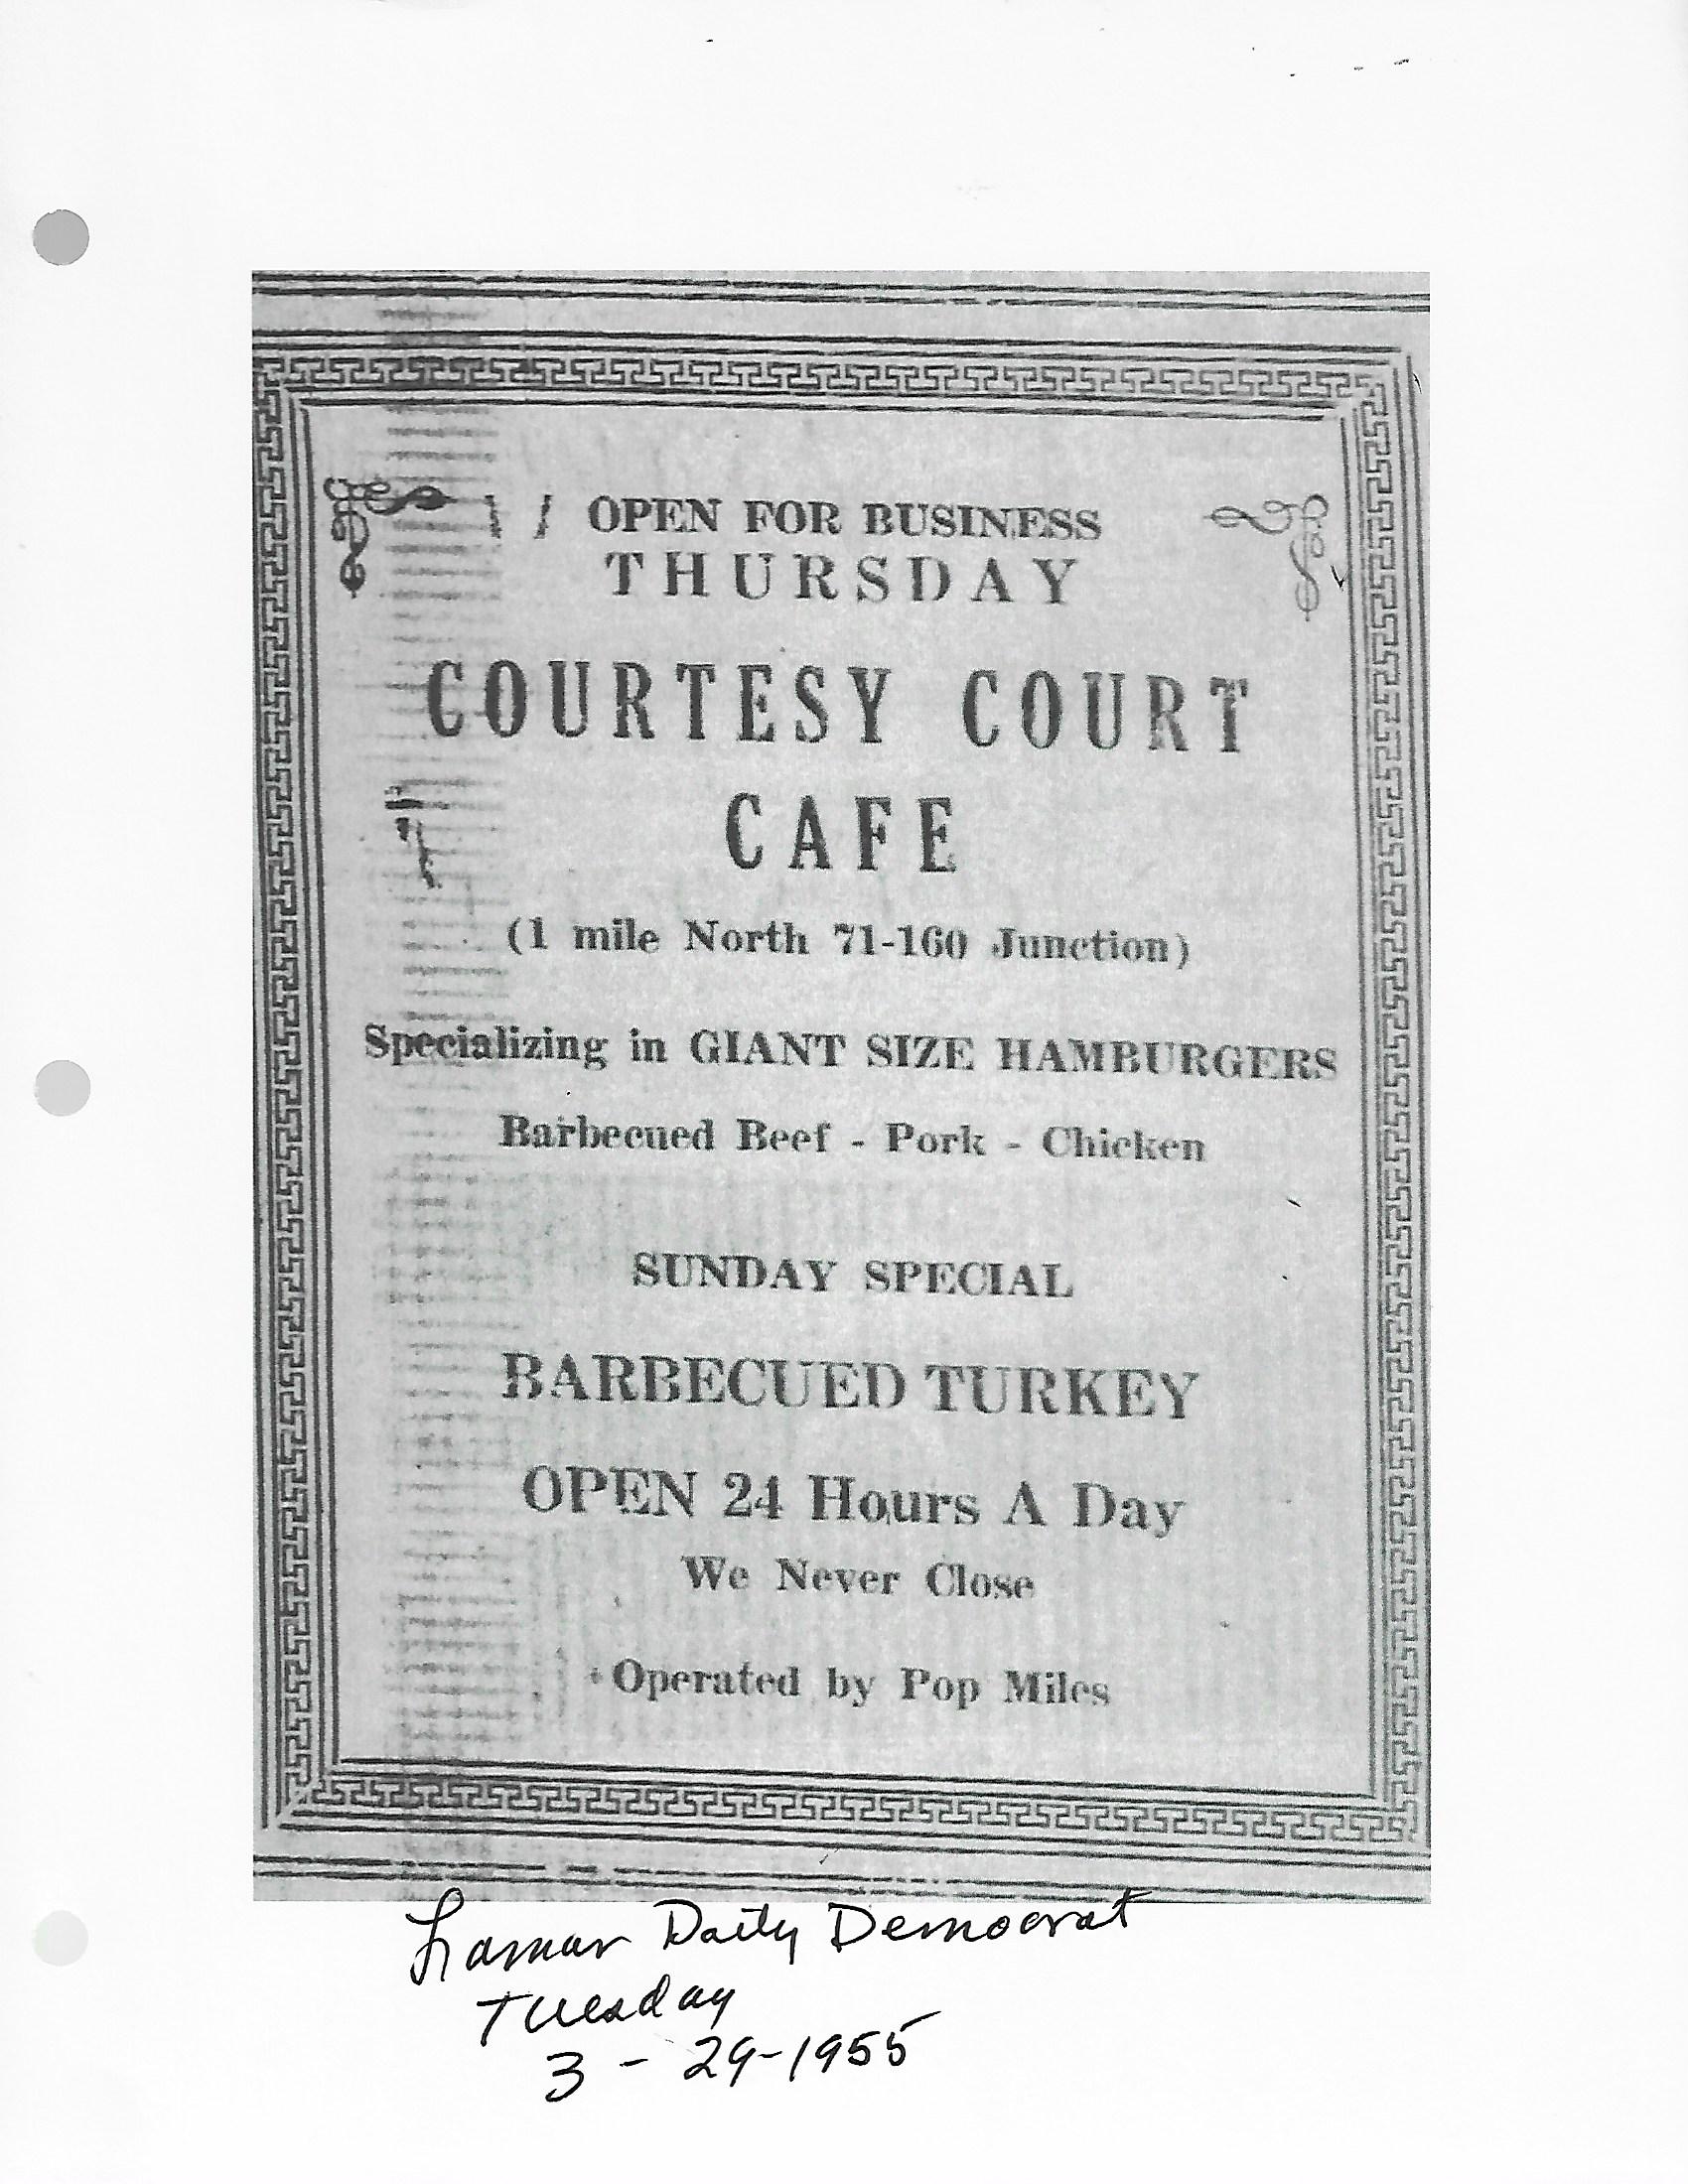 OPEN FOR BUSINESS
THURSDAY
COURTESY COURT
CAFE
(1 mile North 71-160 Junction)
Specializing in GIANT SIZE HAMBURGERS
Barbecued Beef - Pork - Chicken
SUNDAY SPECIAL
BARBECUED TURKEY
OPEN 24 Hours A Day
We Never Close
Operated by Pop Miles
Lamar Daily Democrat
Tuesday
3 - 29-1955